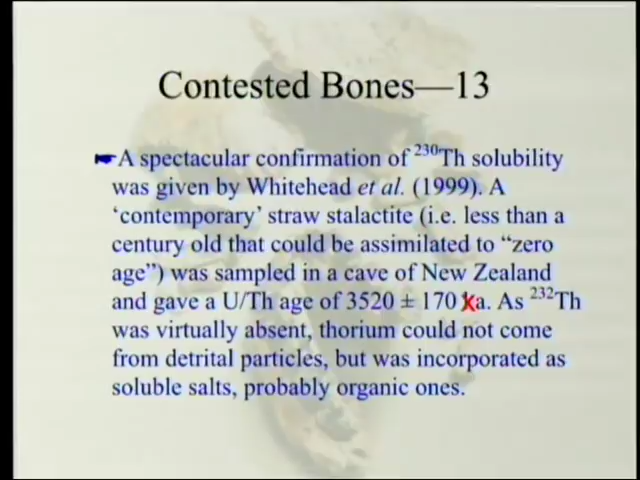 Contested Bones—13
☛A spectacular confirmation of ²³⁰Th solubility
was given by Whitehead et al. (1999). A
‘contemporary’ straw stalactite (i.e. less than a
century old that could be assimilated to “zero
age”) was sampled in a cave of New Zealand
and gave a U/Th age of 3520 ± 170 ka. As ²³²Th
was virtually absent, thorium could not come
from detrital particles, but was incorporated as
soluble salts, probably organic ones.